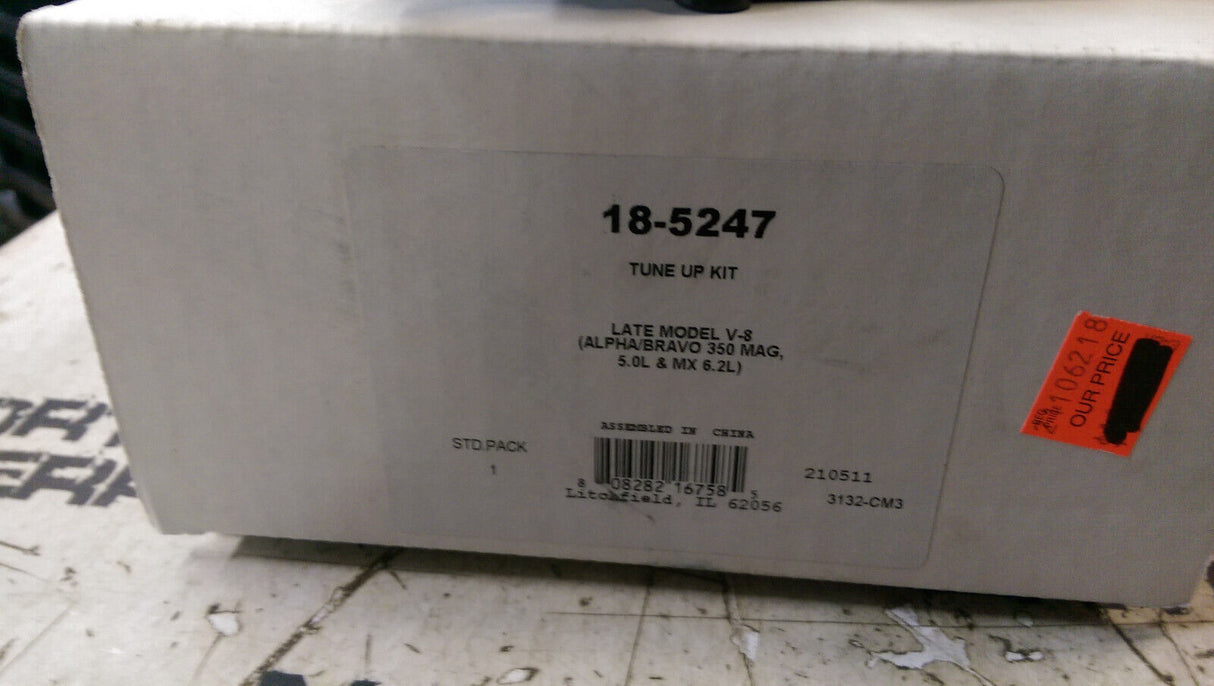 18-5247
TUNE UP KIT
LATE MODEL V-8
(ALPHA/BRAVO 350 MAG,
5.0L & MX 6.2L)
ASSEMBLED IN CHINA
STD.PACK
1
8 08282 16758 5
Litchfield, IL 62056
210511
3132-CM3
106218
OUR PRICE